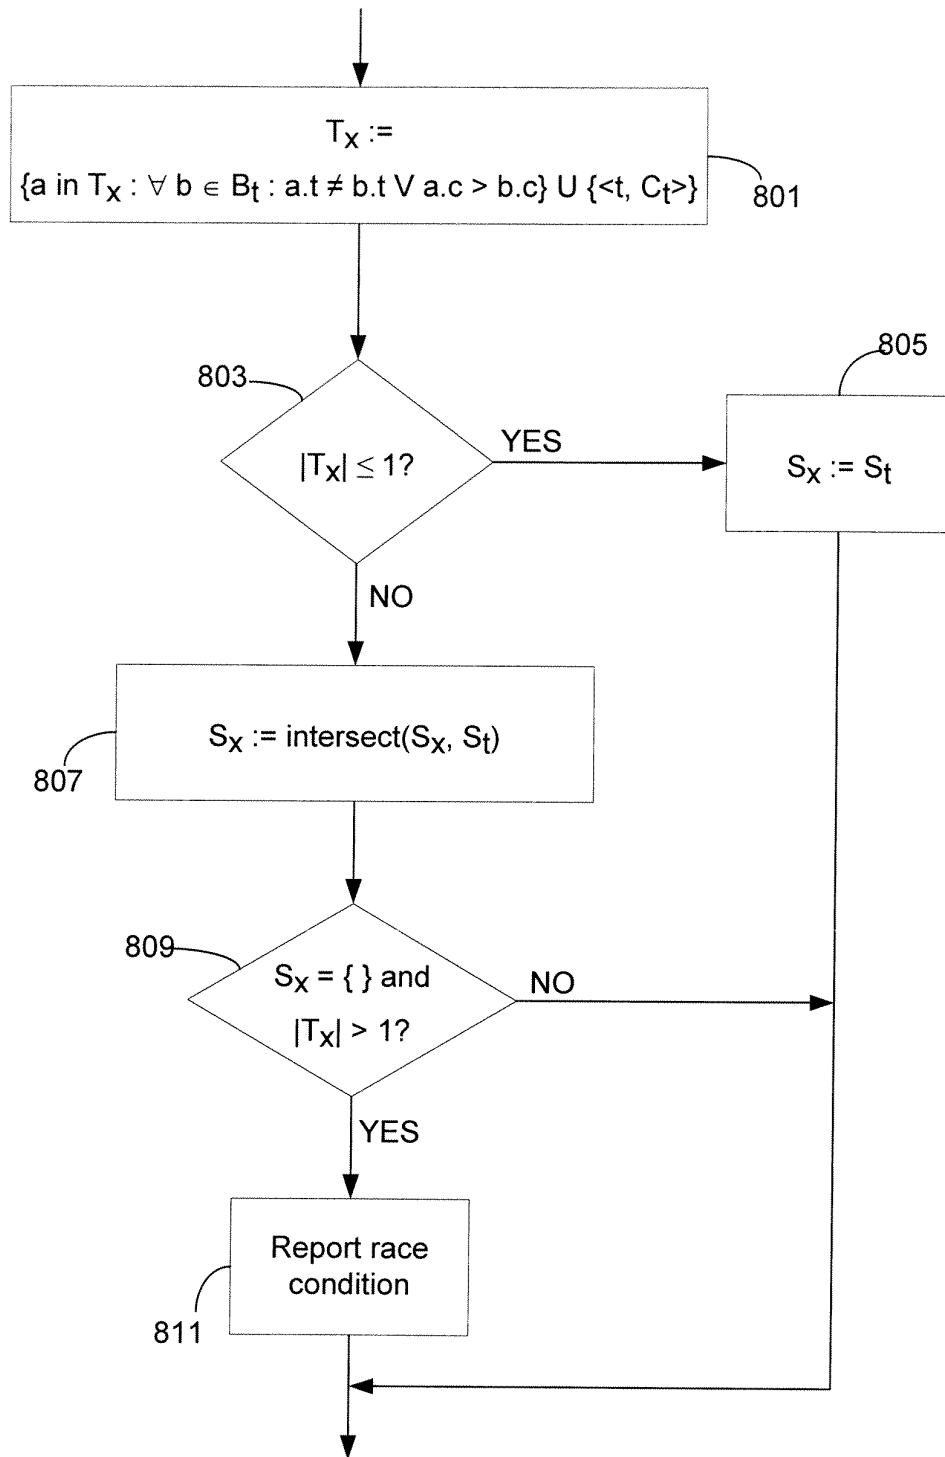 Tx :=
{a in Tx : ∀ b ∈ Bt : a.t ≠ b.t V a.c > b.c} U {<t, Ct>}
801
803
|Tx| ≤ 1?
YES
805
Sx := St
NO
Sx := intersect(Sx, St)
807
809
Sx = { } and
|Tx| > 1?
NO
YES
Report race
condition
811